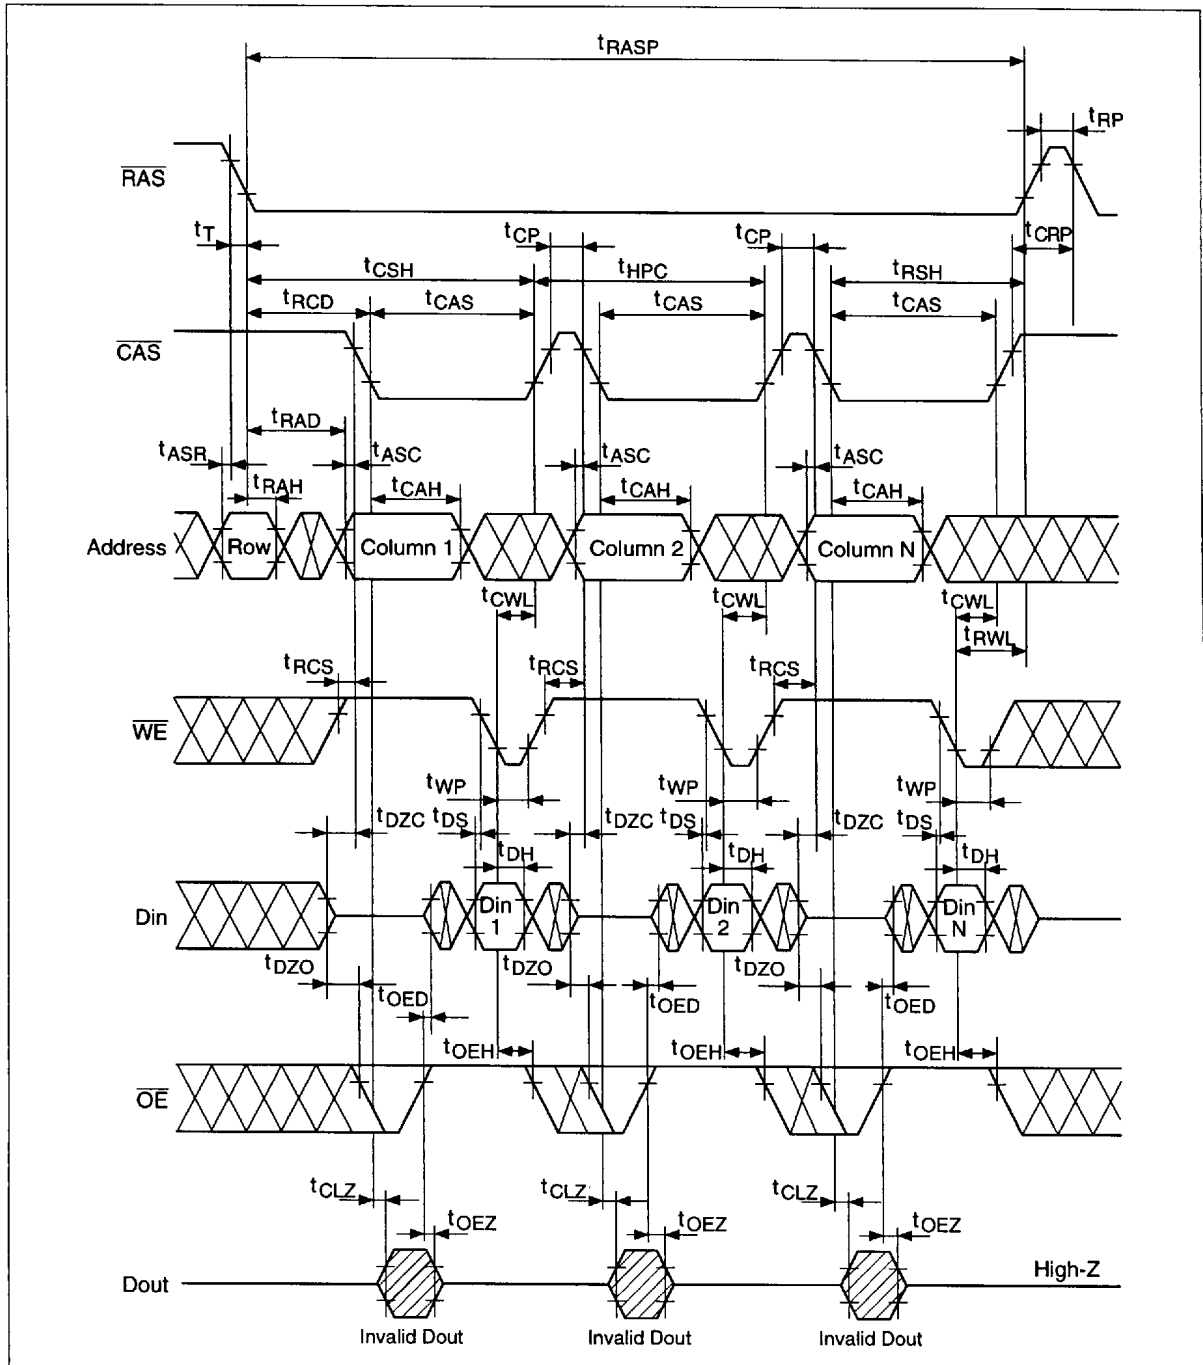 tRASP
tRP
RAS
tT
tCP
tCP
tCRP
tCSH
tHPC
tRSH
tRCD
tCAS
tCAS
tCAS
CAS
tRAD
tASR
tASC
tASC
tASC
tRAH
tCAH
tCAH
tCAH
Address
Row
Column 1
Column 2
Column N
tCWL
tCWL
tCWL
tRWL
tRCS
tRCS
tRCS
WE
tWP
tWP
tWP
tDZC
tDS
tDZC
tDS
tDZC
tDS
tDH
tDH
tDH
Din
Din 1
Din 2
Din N
tDZO
tDZO
tDZO
tOED
tOED
tOED
tOEH
tOEH
tOEH
OE
tCLZ
tCLZ
tCLZ
tOEZ
tOEZ
tOEZ
Dout
High-Z
Invalid Dout
Invalid Dout
Invalid Dout